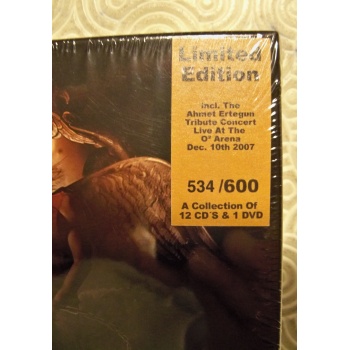 Limited
Edition
Incl. The
Ahmet Ertegun
Tribute Concert
Live At The
O² Arena
Dec. 10th 2007
534 /600
A Collection Of
12 CD'S & 1 DVD